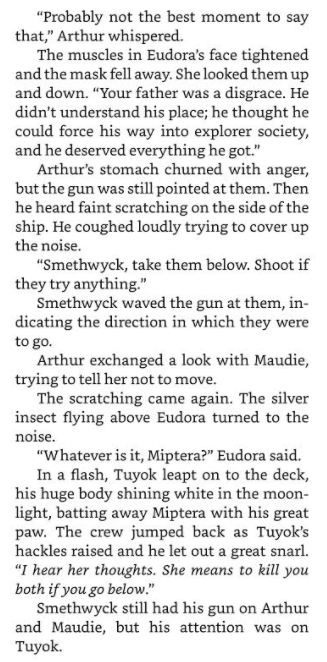 “Probably not the best moment to say
that,” Arthur whispered.
The muscles in Eudora’s face tightened
and the mask fell away. She looked them up
and down. “Your father was a disgrace. He
didn’t understand his place; he thought he
could force his way into explorer society,
and he deserved everything he got.”
Arthur’s stomach churned with anger,
but the gun was still pointed at them. Then
he heard faint scratching on the side of the
ship. He coughed loudly trying to cover up
the noise.
“Smethwyck, take them below. Shoot if
they try anything.”
Smethwyck waved the gun at them, in-
dicating the direction in which they were
to go.
Arthur exchanged a look with Maudie,
trying to tell her not to move.
The scratching came again. The silver
insect flying above Eudora turned to the
noise.
“Whatever is it, Miptera?” Eudora said.
In a flash, Tuyok leapt on to the deck,
his huge body shining white in the moon-
light, batting away Miptera with his great
paw. The crew jumped back as Tuyok’s
hackles raised and he let out a great snarl.
“I hear her thoughts. She means to kill you
both if you go below.”
Smethwyck still had his gun on Arthur
and Maudie, but his attention was on
Tuyok.